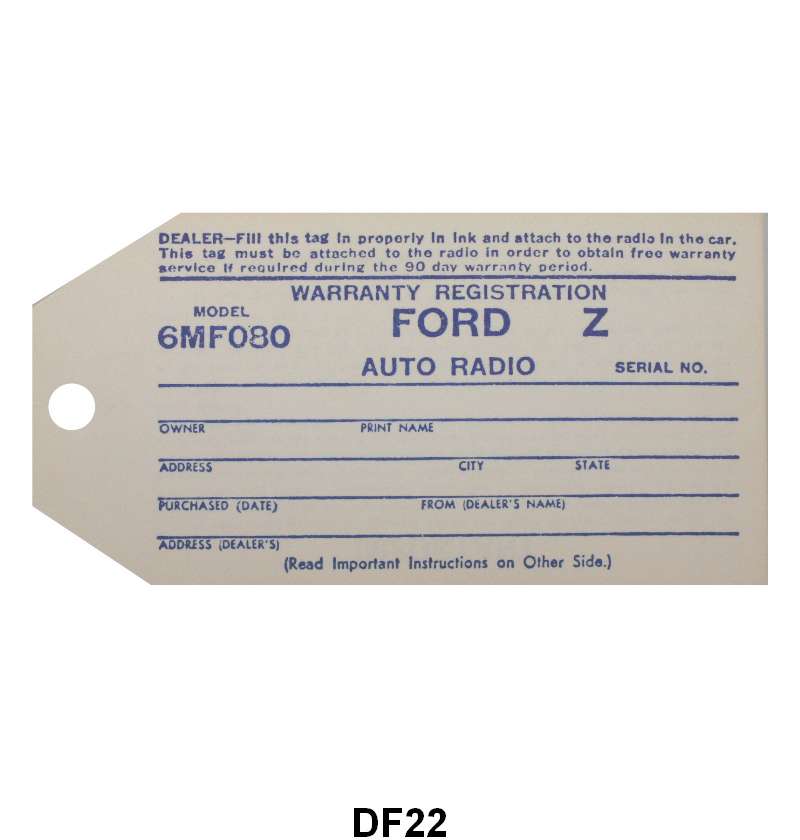 DEALER—Fill this tag in properly in ink and attach to the radio in the car.
This tag must be attached to the radio in order to obtain free warranty
service if required during the 90 day warranty period.
WARRANTY REGISTRATION
MODEL
6MF080
FORD Z
AUTO RADIO
SERIAL NO.
OWNER PRINT NAME
ADDRESS CITY STATE
PURCHASED (DATE) FROM (DEALER'S NAME)
ADDRESS (DEALER'S)
(Read Important Instructions on Other Side.)
DF22